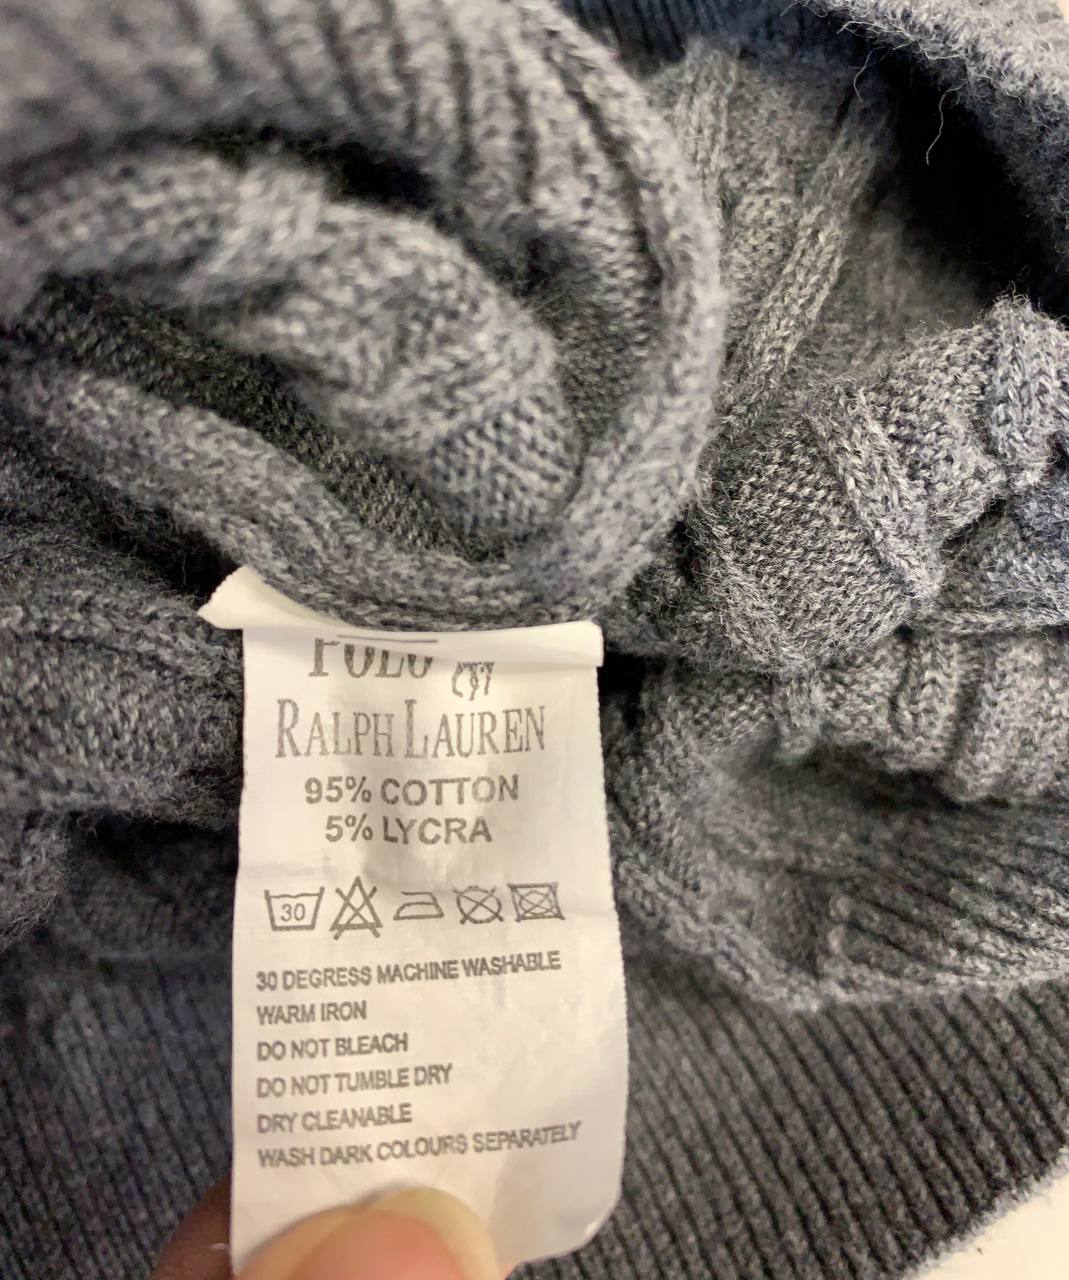 POLO
RALPH LAUREN
95% COTTON
5% LYCRA
30
30 DEGRESS MACHINE WASHABLE
WARM IRON
DO NOT BLEACH
DO NOT TUMBLE DRY
DRY CLEANABLE
WASH DARK COLOURS SEPARATELY